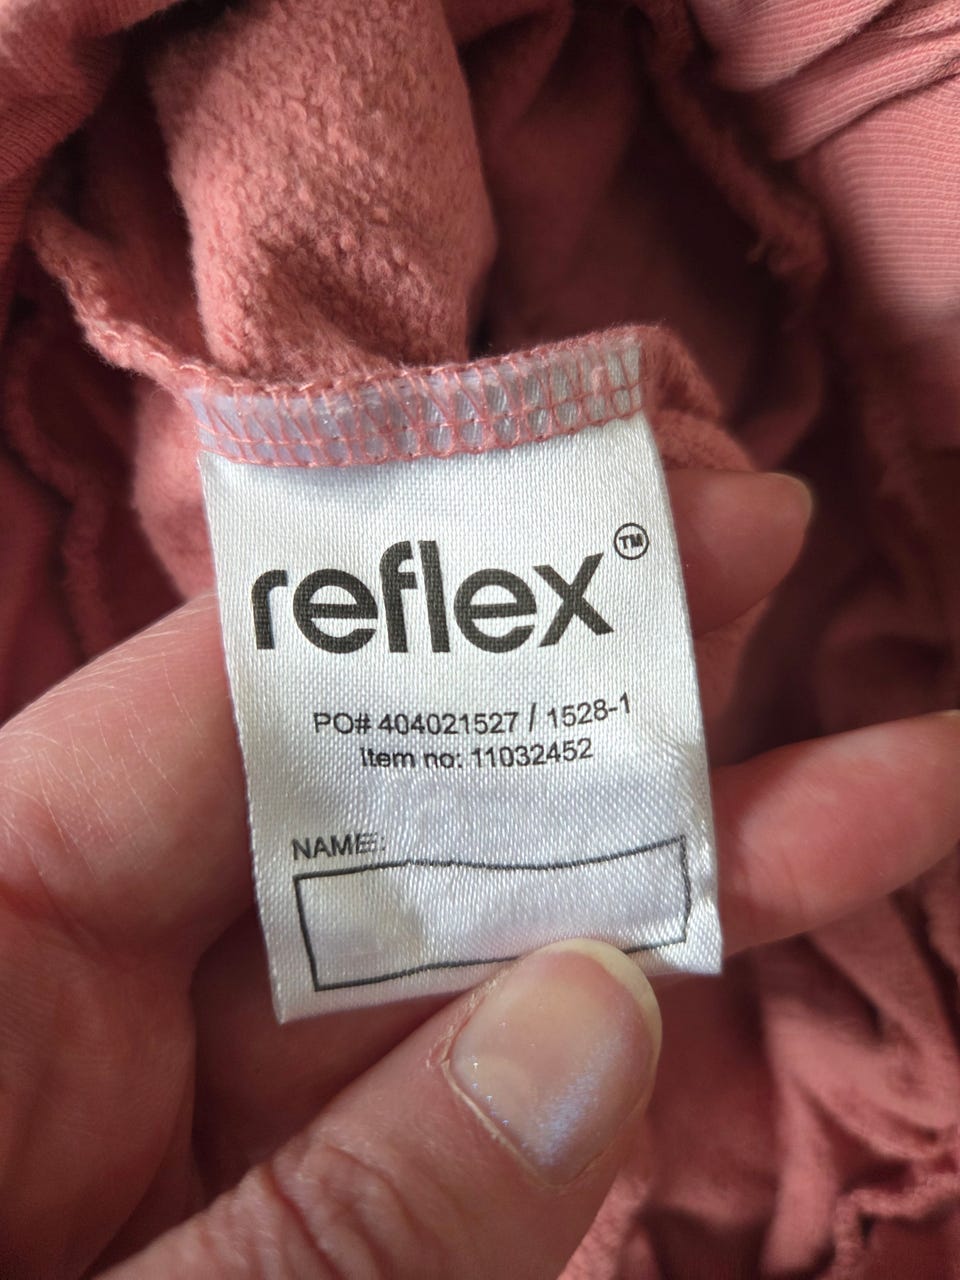 reflex™
PO# 404021527 / 1528-1
Item no: 11032452
NAME: